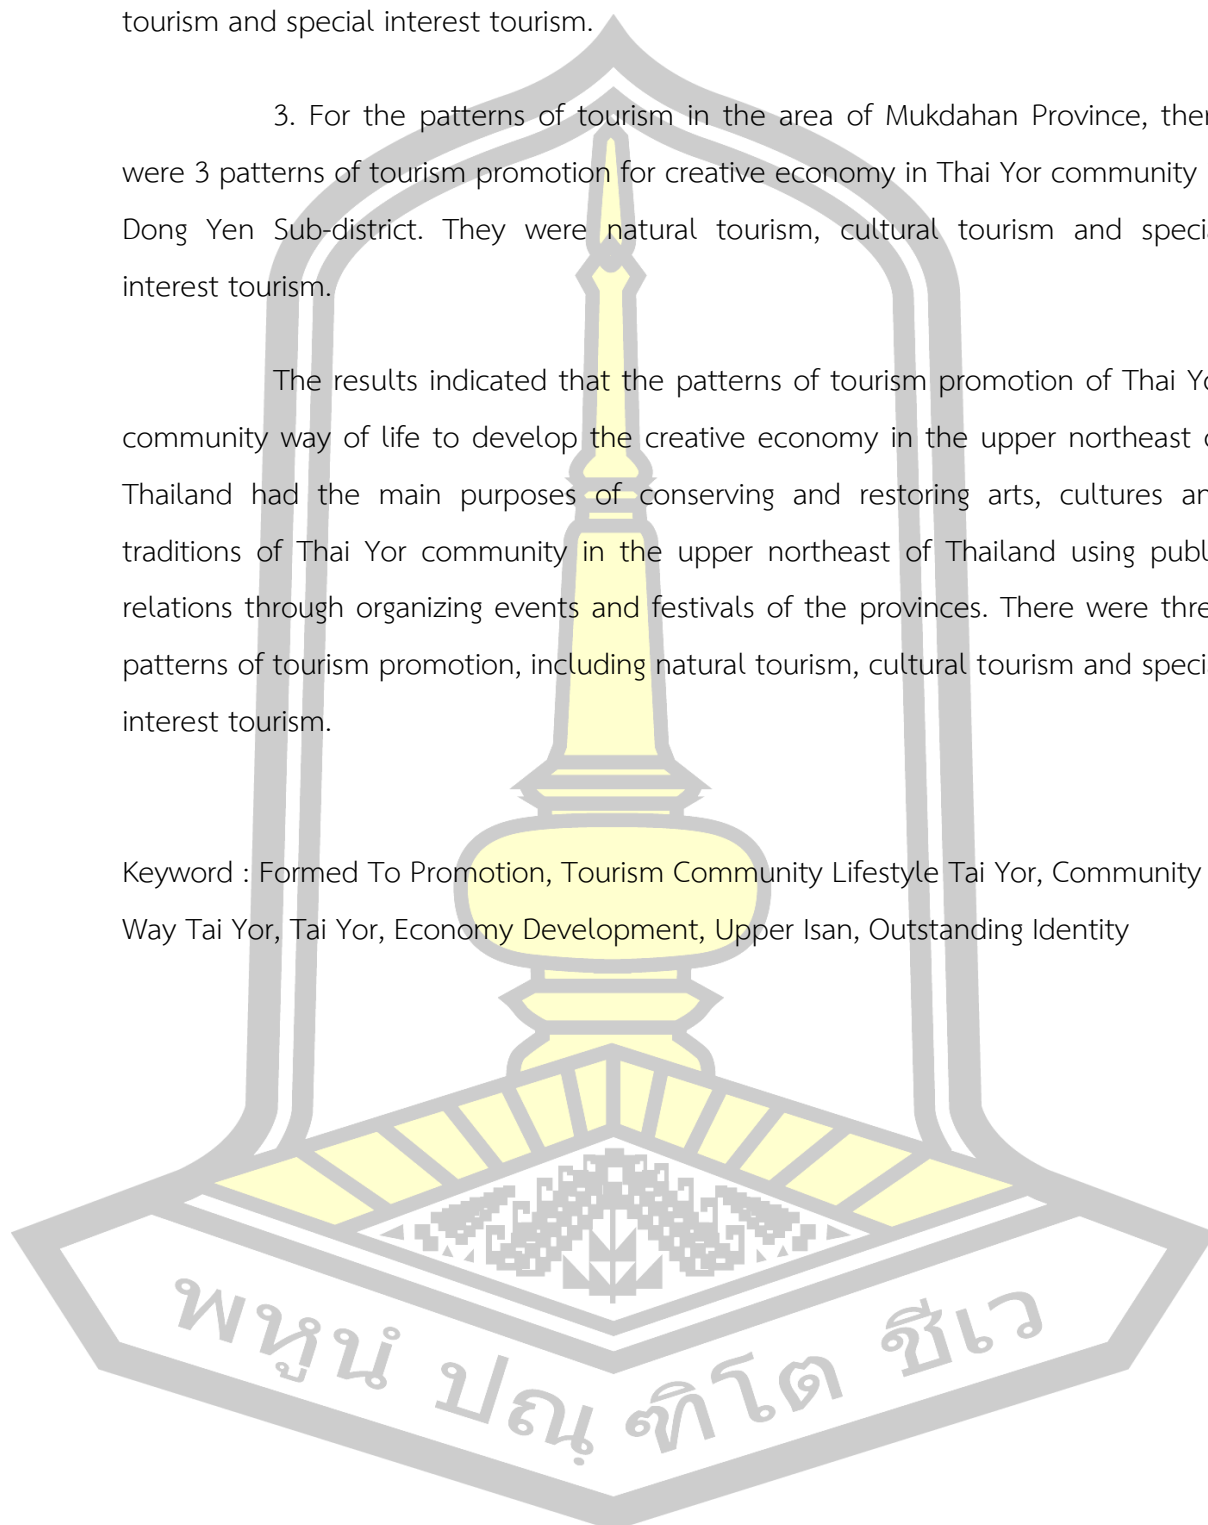 tourism and special interest tourism.
3. For the patterns of tourism in the area of Mukdahan Province, ther
were 3 patterns of tourism promotion for creative economy in Thai Yor community
Dong Yen Sub-district. They were natural tourism, cultural tourism and speci
interest tourism.
The results indicated that the patterns of tourism promotion of Thai Yo
community way of life to develop the creative economy in the upper northeast o
Thailand had the main purposes of conserving and restoring arts, cultures an
traditions of Thai Yor community in the upper northeast of Thailand using publ
relations through organizing events and festivals of the provinces. There were thre
patterns of tourism promotion, including natural tourism, cultural tourism and speci
interest tourism.
Keyword : Formed To Promotion, Tourism Community Lifestyle Tai Yor, Community
Way Tai Yor, Tai Yor, Economy Development, Upper Isan, Outstanding Identity
พหูนํ ปณฺฑิโต ชีเว